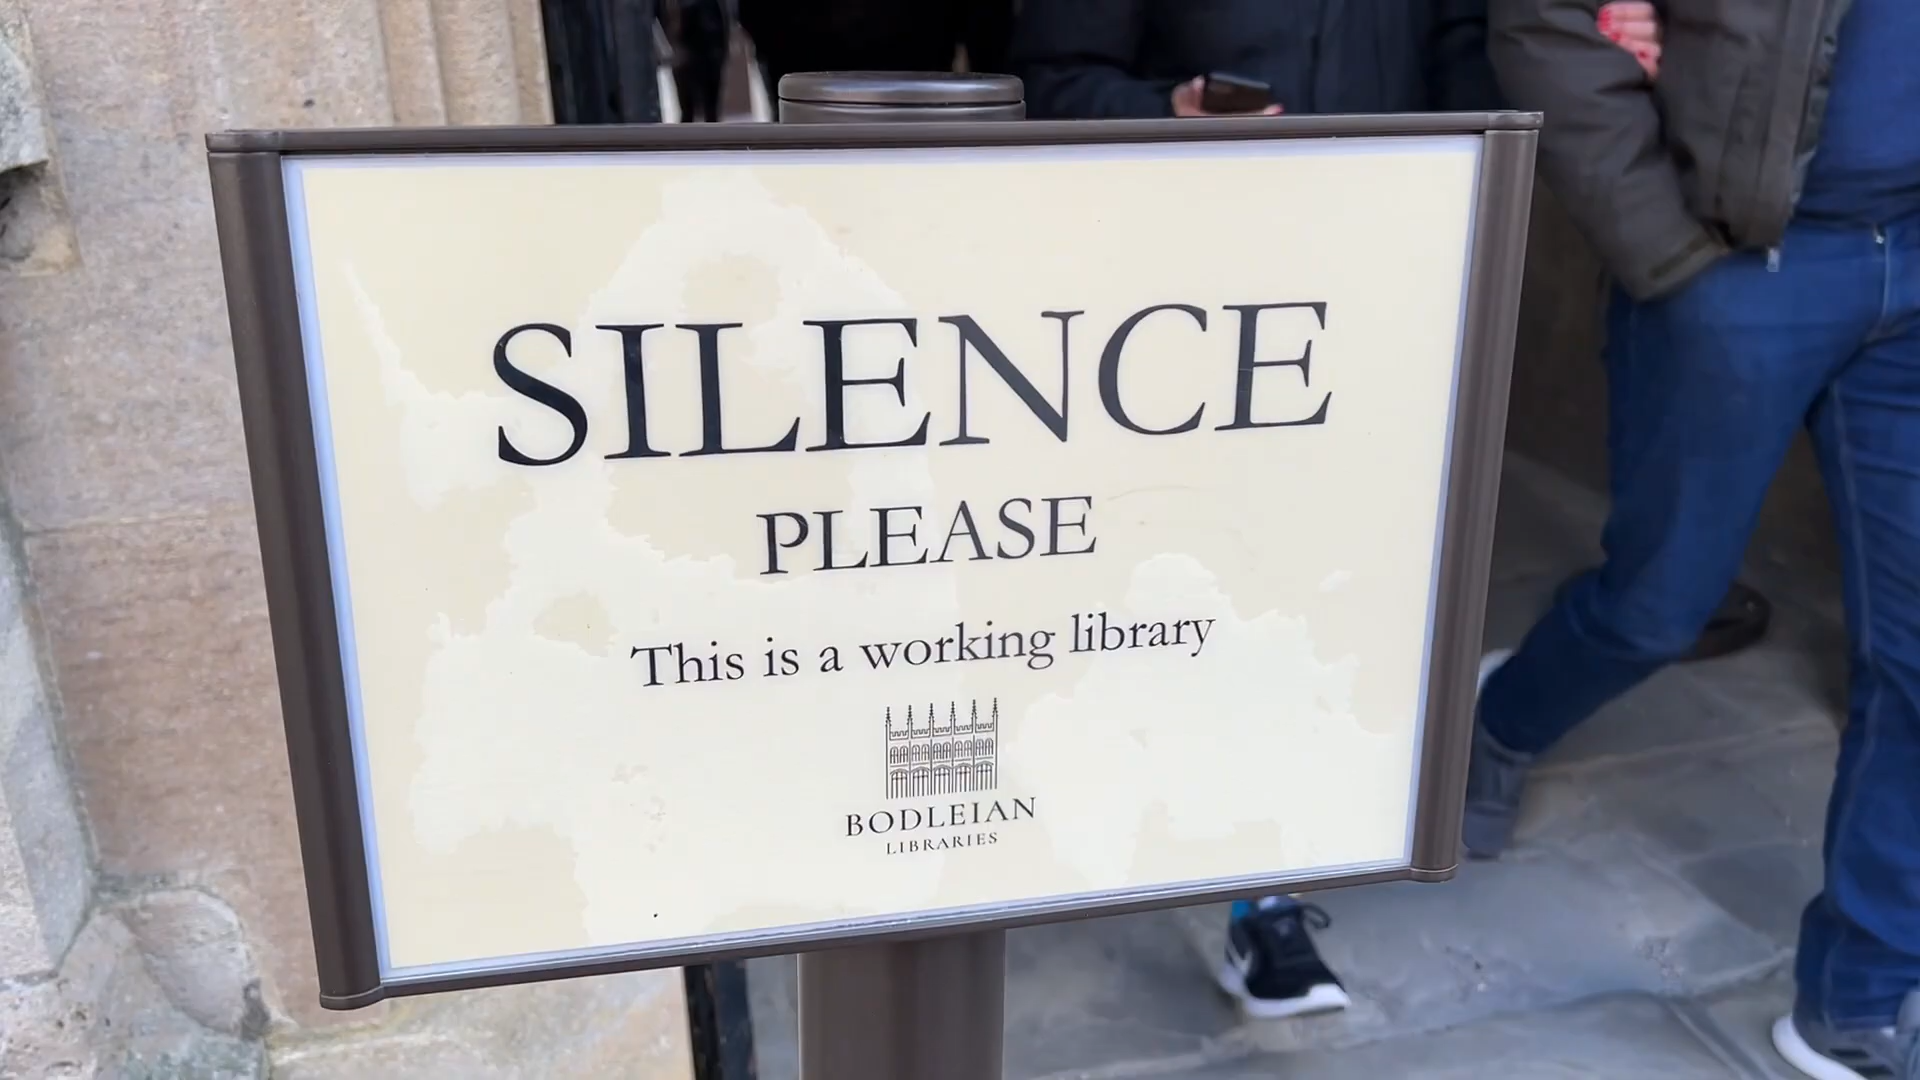 SILENCE
PLEASE
This is a working library
BODLEIAN
LIBRARIES